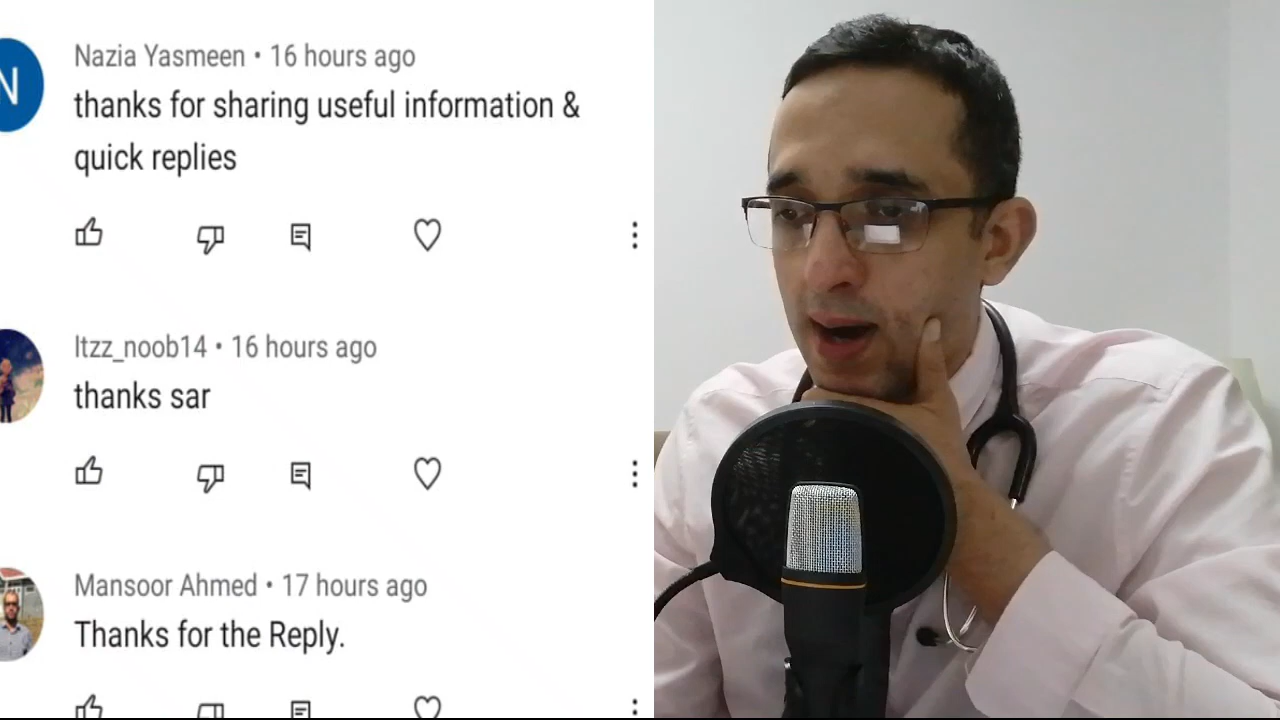 N
Nazia Yasmeen • 16 hours ago
thanks for sharing useful information &
quick replies
Itzz_noob14 • 16 hours ago
thanks sar
Mansoor Ahmed • 17 hours ago
Thanks for the Reply.